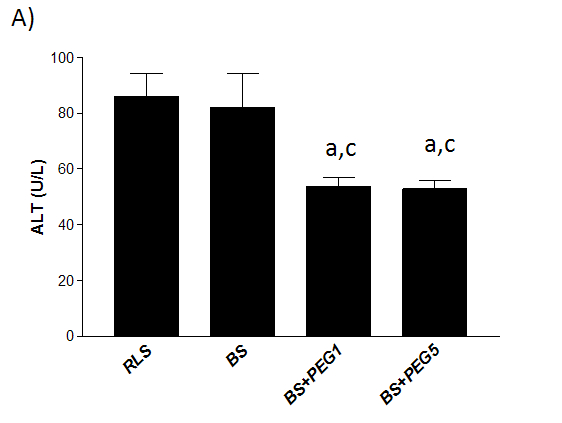 A)
100
80
60
40
20
0
ALT (U/L)
a,c
a,c
RLS
BS
BS+PEG1
BS+PEG5